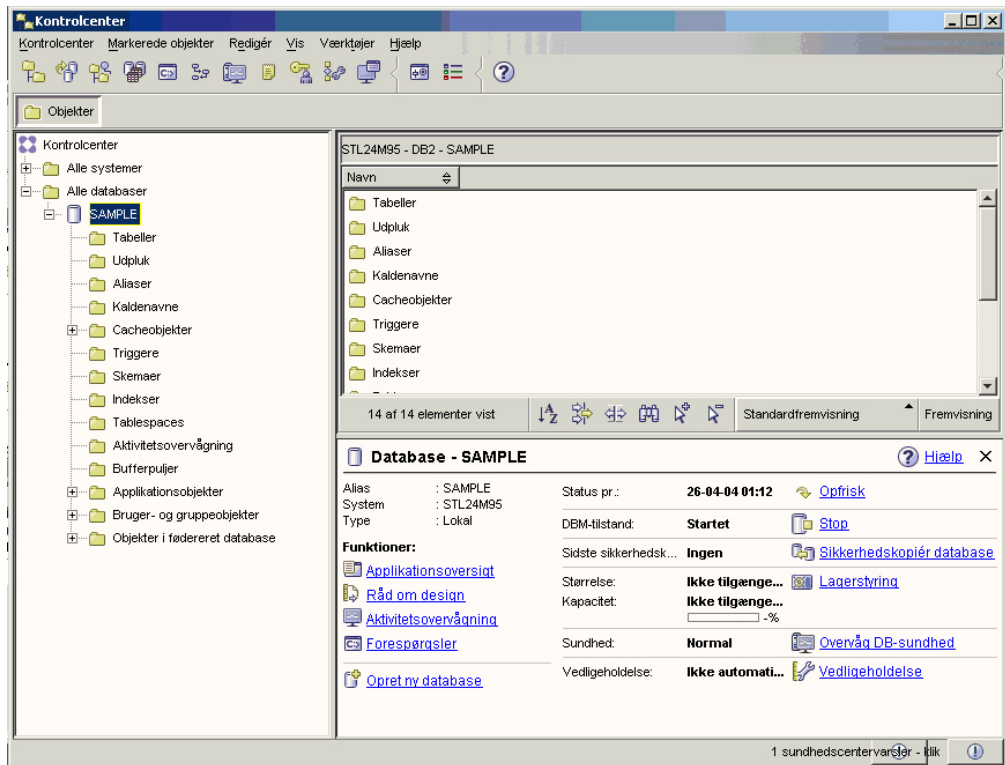 Kontrolcenter
Kontrolcenter Markerede objekter Redigér Vis Værktøjer Hjælp
Objekter
Kontrolcenter
Alle systemer
Alle databaser
SAMPLE
Tabeller
Udpluk
Aliaser
Kaldenavne
Cacheobjekter
Triggere
Skemaer
Indekser
Tablespaces
Aktivitetsovervågning
Bufferpuljer
Applikationsobjekter
Bruger- og gruppeobjekter
Objekter i fødereret database
STL24M95 - DB2 - SAMPLE
Navn
Tabeller
Udpluk
Aliaser
Kaldenavne
Cacheobjekter
Triggere
Skemaer
Indekser
14 af 14 elementer vist Standardfremvisning Fremvisning
Database - SAMPLE Hjælp
Alias : SAMPLE
System : STL24M95
Type : Lokal
Funktioner:
Applikationsoversigt
Råd om design
Aktivitetsovervågning
Forespørgsler
Opret ny database
Status pr.: 26-04-04 01:12 Opfrisk
DBM-tilstand: Startet Stop
Sidste sikkerhedsk... Ingen Sikkerhedskopiér database
Størrelse: Ikke tilgænge... Lagerstyring
Kapacitet: Ikke tilgænge...
-%
Sundhed: Normal Overvåg DB-sundhed
Vedligeholdelse: Ikke automati... Vedligeholdelse
1 sundhedscentervarsler - klik